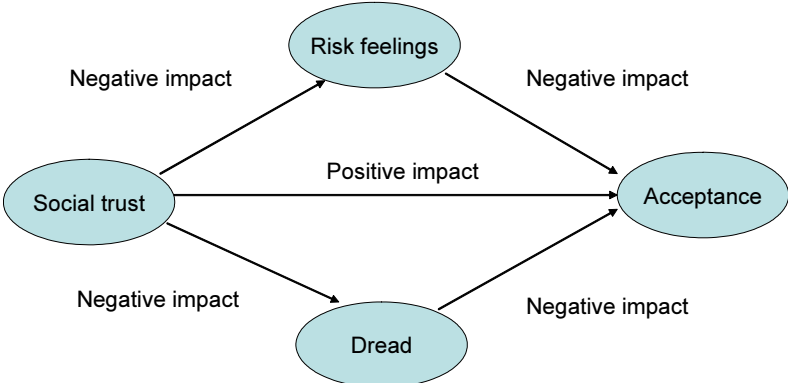 Risk feelings
Negative impact
Negative impact
Positive impact
Social trust
Acceptance
Negative impact
Negative impact
Dread